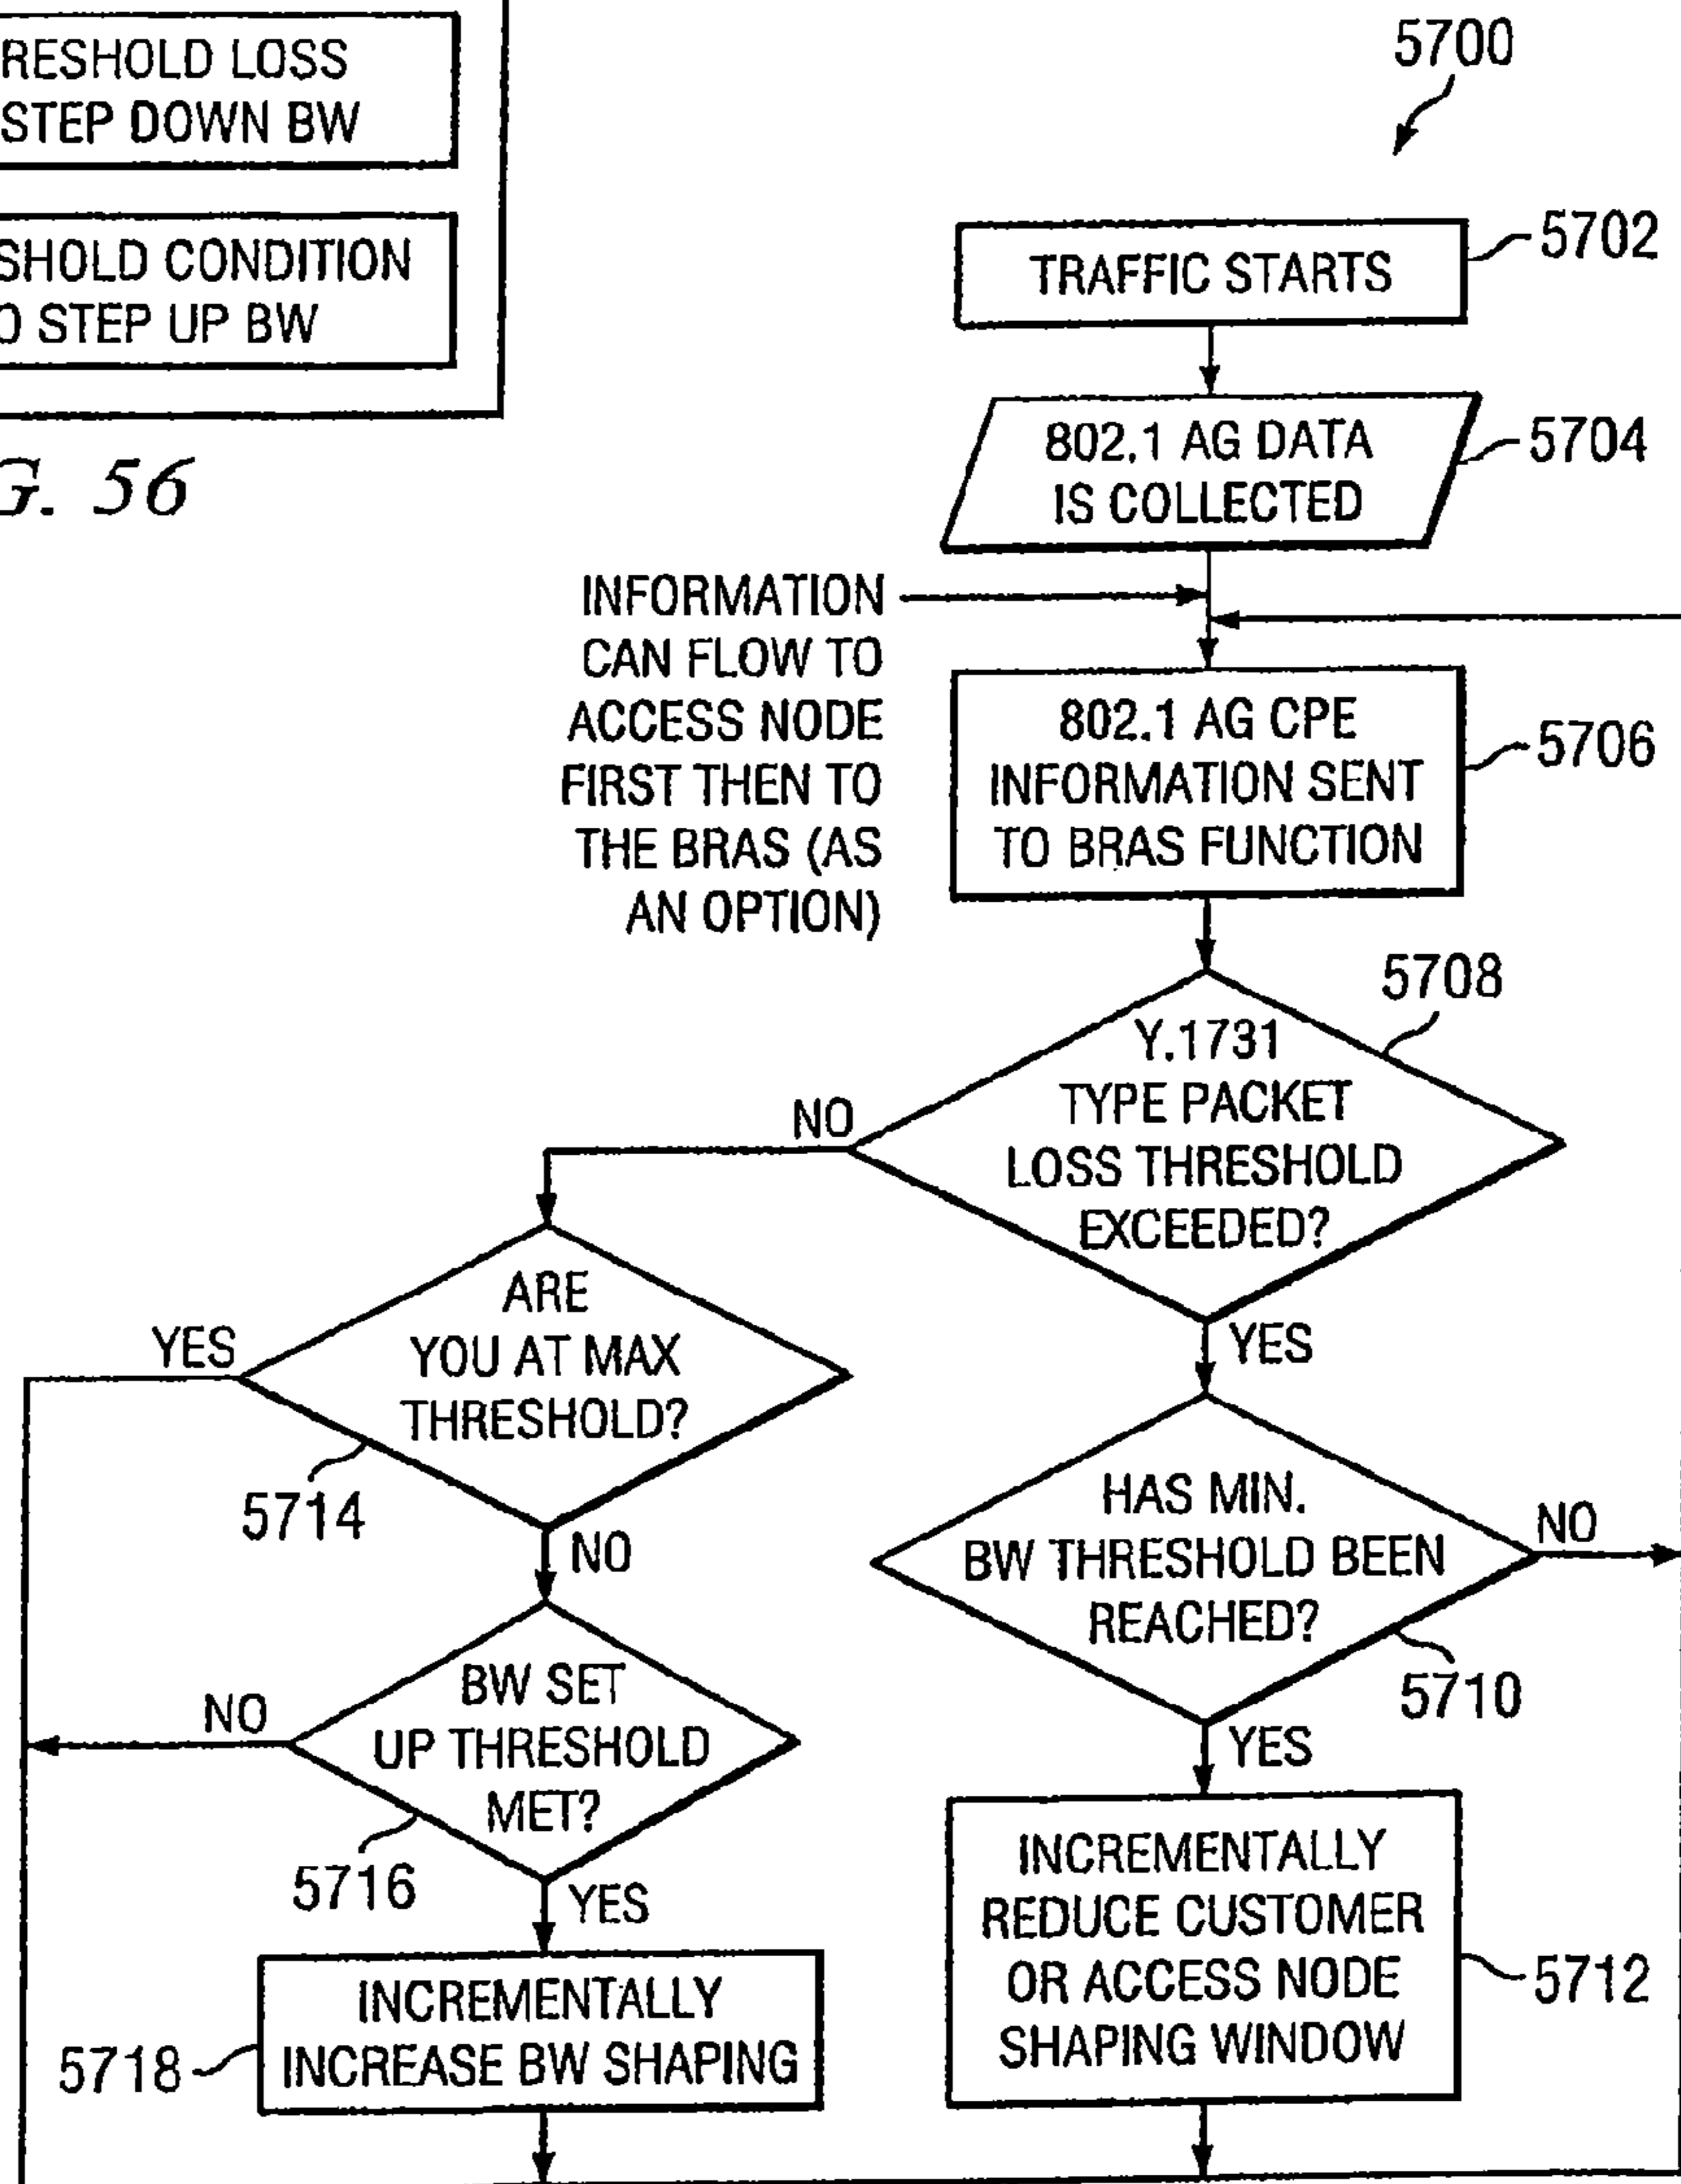 RESHOLD LOSS
STEP DOWN BW
SHOLD CONDITION
O STEP UP BW
G. 56
5700
TRAFFIC STARTS
5702
802.1 AG DATA
IS COLLECTED
5704
INFORMATION
CAN FLOW TO
ACCESS NODE
FIRST THEN TO
THE BRAS (AS
AN OPTION)
802.1 AG CPE
INFORMATION SENT
TO BRAS FUNCTION
5706
5708
Y.1731
TYPE PACKET
LOSS THRESHOLD
EXCEEDED?
NO
YES
ARE
YOU AT MAX
THRESHOLD?
YES
5714
NO
HAS MIN.
BW THRESHOLD BEEN
REACHED?
NO
5710
YES
BW SET
UP THRESHOLD
MET?
NO
5716
YES
INCREMENTALLY
REDUCE CUSTOMER
OR ACCESS NODE
SHAPING WINDOW
5712
INCREMENTALLY
INCREASE BW SHAPING
5718